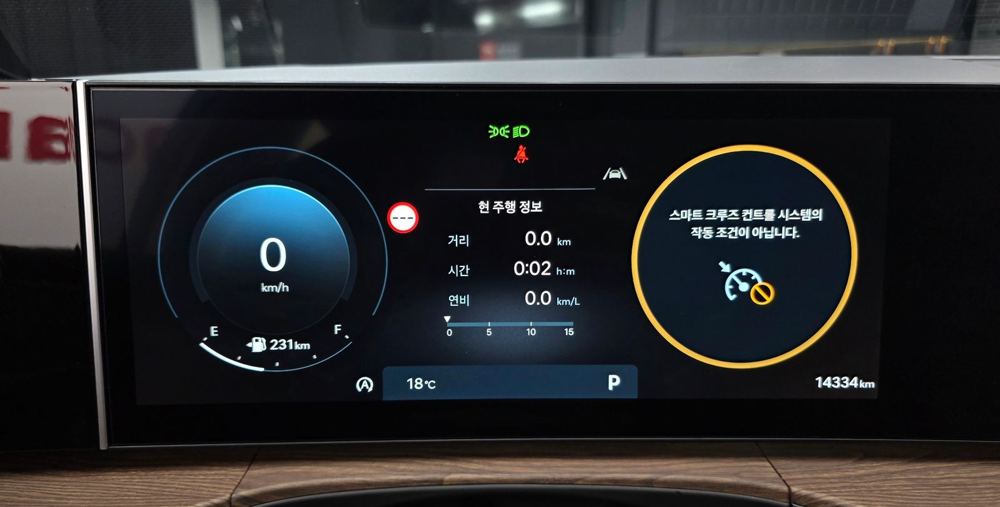 현 주행 정보
거리 0.0 km
시간 0:02 h:m
연비 0.0 km/L
0 5 10 15
0
km/h
E F
231km
---
스마트 크루즈 컨트롤 시스템의
작동 조건이 아닙니다.
A
18°C P
14334km